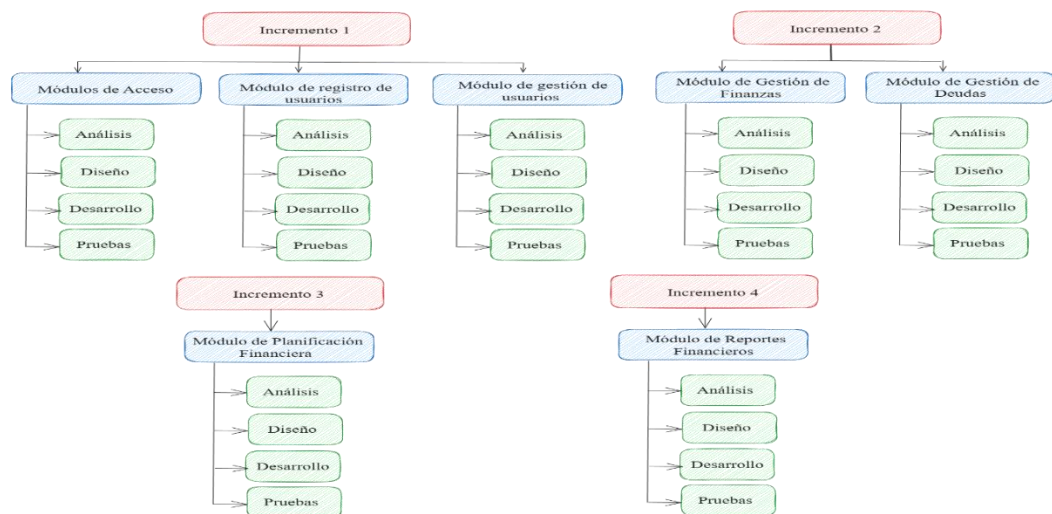 Incremento 1
Módulos de Acceso
Análisis
Diseño
Desarrollo
Pruebas
Módulo de registro de
usuarios
Análisis
Diseño
Desarrollo
Pruebas
Módulo de gestión de
usuarios
Análisis
Diseño
Desarrollo
Pruebas
Incremento 2
Módulo de Gestión de
Finanzas
Análisis
Diseño
Desarrollo
Pruebas
Módulo de Gestión de
Deudas
Análisis
Diseño
Desarrollo
Pruebas
Incremento 3
Módulo de Planificación
Financiera
Análisis
Diseño
Desarrollo
Pruebas
Incremento 4
Módulo de Reportes
Financieros
Análisis
Diseño
Desarrollo
Pruebas